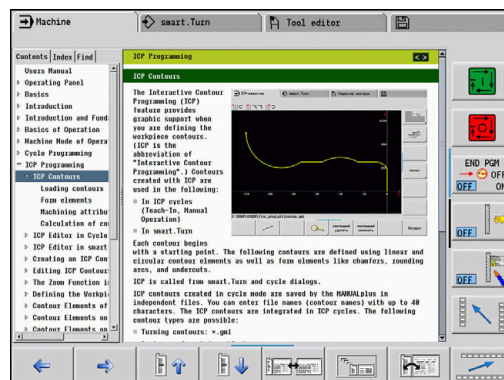 Machine
smart.Turn
Tool editor
Contents Index Find
Users Manual
Operating Panel
Basics
Introduction
Introduction and Fund
Basics of Operation
Machine Mode of Opera
Cycle Programming
ICP Programming
ICP Contours
Loading contours
Form elements
Machining attribu
Calculation of co
ICP Editor in Cycle
ICP Editor in smart
Creating an ICP Con
Editing ICP Contour
The Zoom Function i
Defining the Workpi
Contour Elements of
Contour Elements on
Contour Elements on
ICP Programming
ICP Contours
The Interactive Contour
Programming (ICP)
feature provides
graphic support when
you are defining the
workpiece contours.
(ICP is the
abbreviation of
"Interactive Contour
Programming".) Contours
created with ICP are
used in the following:
In ICP cycles
(Teach-In, Manual
Operation)
In smart.Turn
Each contour begins
with a starting point. The following contours are defined using linear and
circular contour elements as well as form elements like chamfers, rounding
arcs, and undercuts.
ICP is called from smart.Turn and cycle dialogs.
ICP contours created in cycle mode are saved by the MANUALplus in
independent files. You can enter file names (contour names) with up to 40
characters. The ICP contours are integrated in ICP cycles. The following
contour types are possible:
Turning contours: *.gmi
END PGM
OFF
OFF ON
OFF
OFF